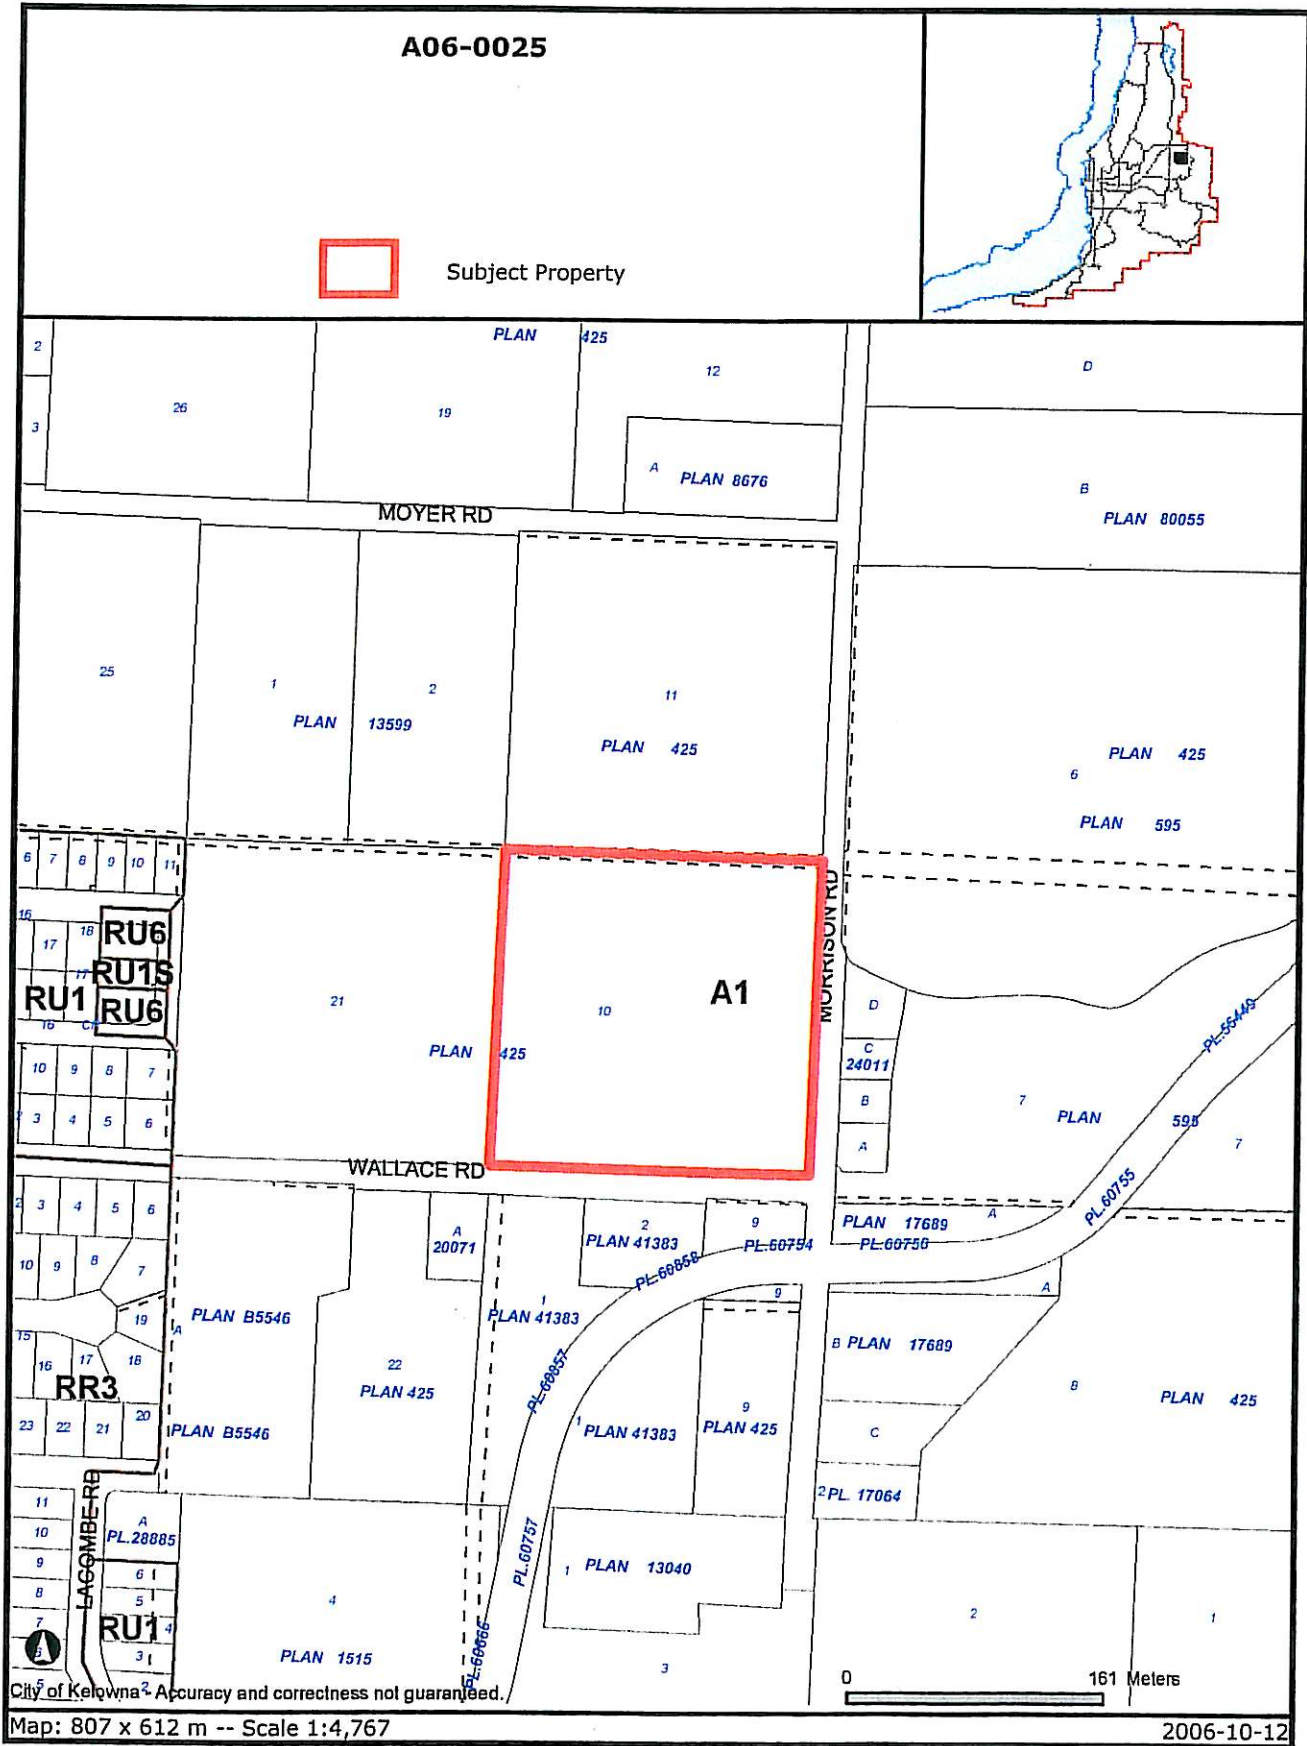 A06-0025
Subject Property
2
26
19
PLAN 425
12
D
3
A PLAN 8676
B
PLAN 80055
MOYER RD
25
1
2
PLAN 13599
11
PLAN 425
PLAN 425
6
PLAN 595
6 7 8 9 10 11
16
17
18
RU6
17
RU1S
RU1
RU6
16
21
10
A1
MORRISON RD
PLAN 425
D
C
24011
B
A
7
PLAN 595
7
PL.56449
10 9 8 7
2 3 4 5 6
WALLACE RD
2 3 4 5 6
10 9 8 7
19
A
20071
2
PLAN 41383
9
PL.60754
PL.60858
PLAN 17689
A
PL.60755
A
9
1
PLAN 41383
PLAN B5546
A
22
PLAN 425
PL.60857
1
PLAN 41383
9
PLAN 425
B PLAN 17689
8
PLAN 425
C
2 PL. 17064
15
16
17
18
RR3
23 22 21 20
PLAN B5546
LACOMBE RD
11
10
9
8
7
5
A
PL.28885
6
5
RU1
4
3
2
4
PLAN 1515
PL.60757
1 PLAN 13040
3
2
1
0 161 Meters
City of Kelowna - Accuracy and correctness not guaranteed.
Map: 807 x 612 m -- Scale 1:4,767
2006-10-12